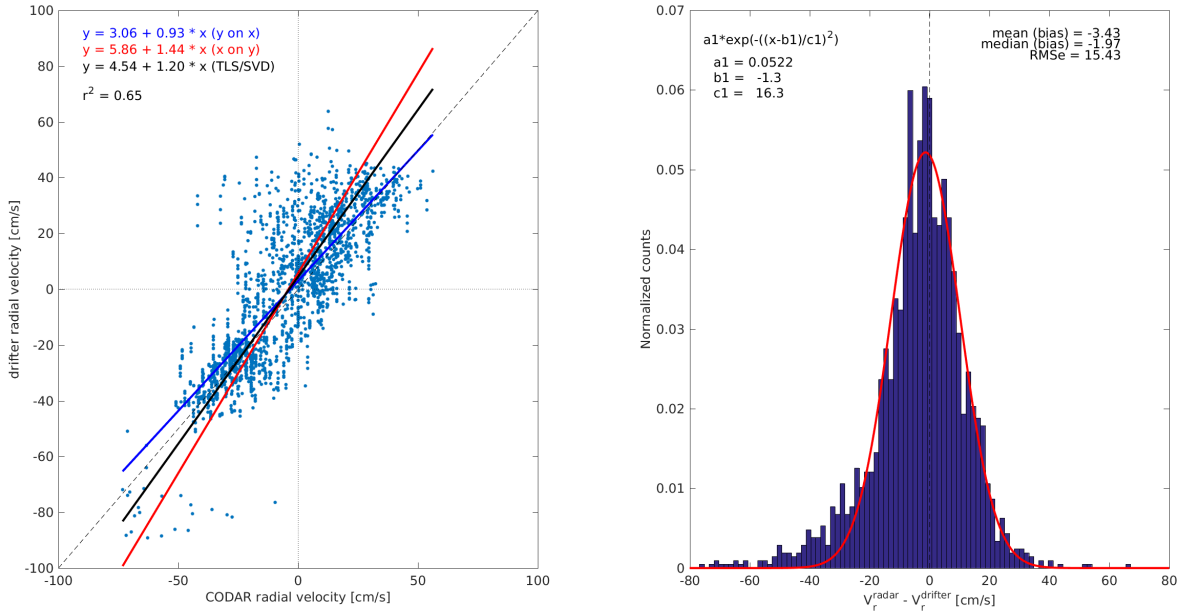 y = 3.06 + 0.93 * x (y on x)
y = 5.86 + 1.44 * x (x on y)
y = 4.54 + 1.20 * x (TLS/SVD)
r² = 0.65
100
80
60
40
20
0
-20
-40
-60
-80
-100
drifter radial velocity [cm/s]
-100
-50
0
50
100
CODAR radial velocity [cm/s]
a1*exp(-((x-b1)/c1)²)
a1 = 0.0522
b1 = -1.3
c1 = 16.3
mean (bias) = -3.43
median (bias) = -1.97
RMSe = 15.43
0.07
0.06
0.05
0.04
0.03
0.02
0.01
0
Normalized counts
-80
-60
-40
-20
0
20
40
60
80
V_r^radar - V_r^drifter [cm/s]